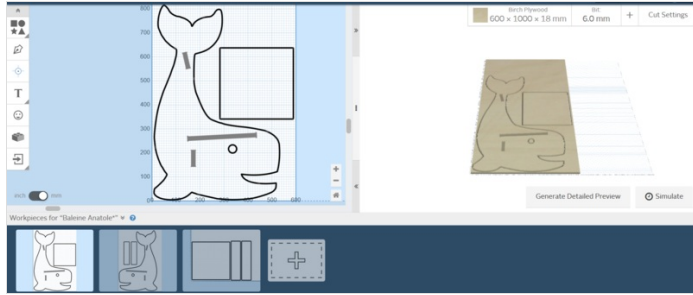 800
700
600
500
400
300
200
100
200
300
400
500
600
T
inch
mm
Birch Plywood
600 x 1000 x 18 mm
Bit
6.0 mm
+
Cut Settings
Generate Detailed Preview
Simulate
Workpieces for "Baleine Anatole*"